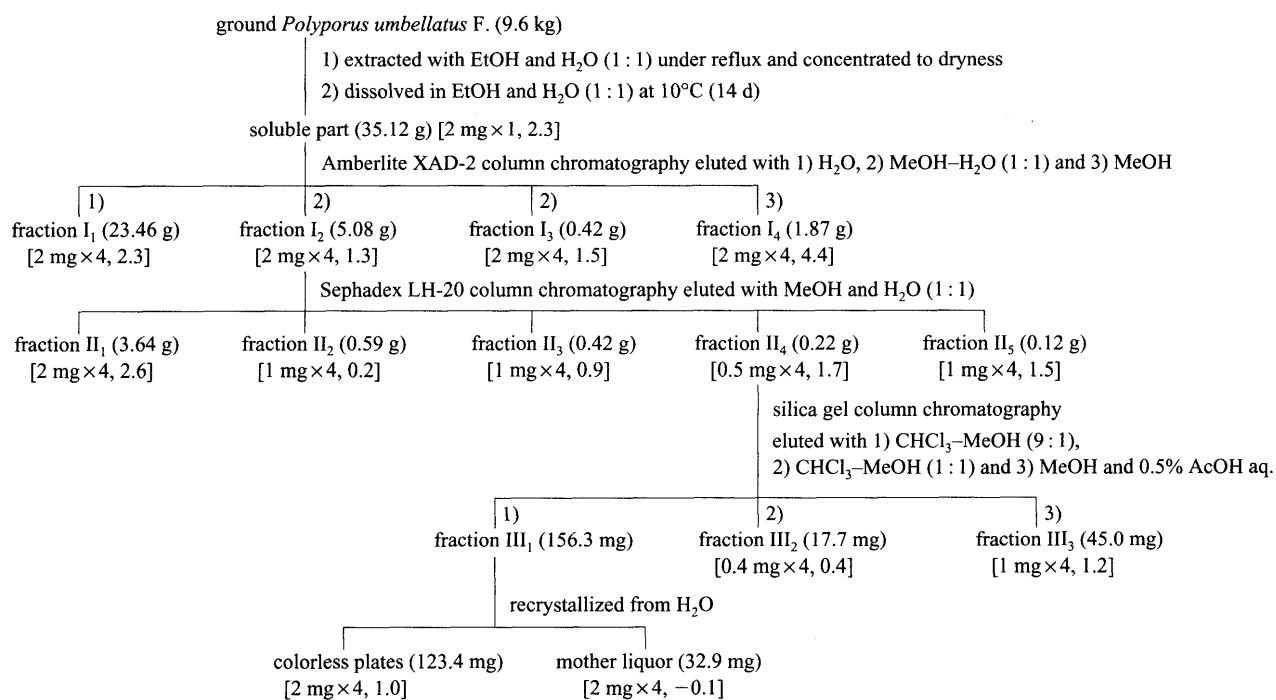 ground Polyporus umbellatus F. (9.6 kg)
1) extracted with EtOH and H₂O (1 : 1) under reflux and concentrated to dryness
2) dissolved in EtOH and H₂O (1 : 1) at 10°C (14 d)
soluble part (35.12 g) [2 mg × 1, 2.3]
Amberlite XAD-2 column chromatography eluted with 1) H₂O, 2) MeOH–H₂O (1 : 1) and 3) MeOH
1) 2) 2) 3)
fraction I₁ (23.46 g) fraction I₂ (5.08 g) fraction I₃ (0.42 g) fraction I₄ (1.87 g)
[2 mg × 4, 2.3] [2 mg × 4, 1.3] [2 mg × 4, 1.5] [2 mg × 4, 4.4]
Sephadex LH-20 column chromatography eluted with MeOH and H₂O (1 : 1)
fraction II₁ (3.64 g) fraction II₂ (0.59 g) fraction II₃ (0.42 g) fraction II₄ (0.22 g) fraction II₅ (0.12 g)
[2 mg × 4, 2.6] [1 mg × 4, 0.2] [1 mg × 4, 0.9] [0.5 mg × 4, 1.7] [1 mg × 4, 1.5]
silica gel column chromatography
eluted with 1) CHCl₃–MeOH (9 : 1),
2) CHCl₃–MeOH (1 : 1) and 3) MeOH and 0.5% AcOH aq.
1) 2) 3)
fraction III₁ (156.3 mg) fraction III₂ (17.7 mg) fraction III₃ (45.0 mg)
[0.4 mg × 4, 0.4] [1 mg × 4, 1.2]
recrystallized from H₂O
colorless plates (123.4 mg) mother liquor (32.9 mg)
[2 mg × 4, 1.0] [2 mg × 4, −0.1]